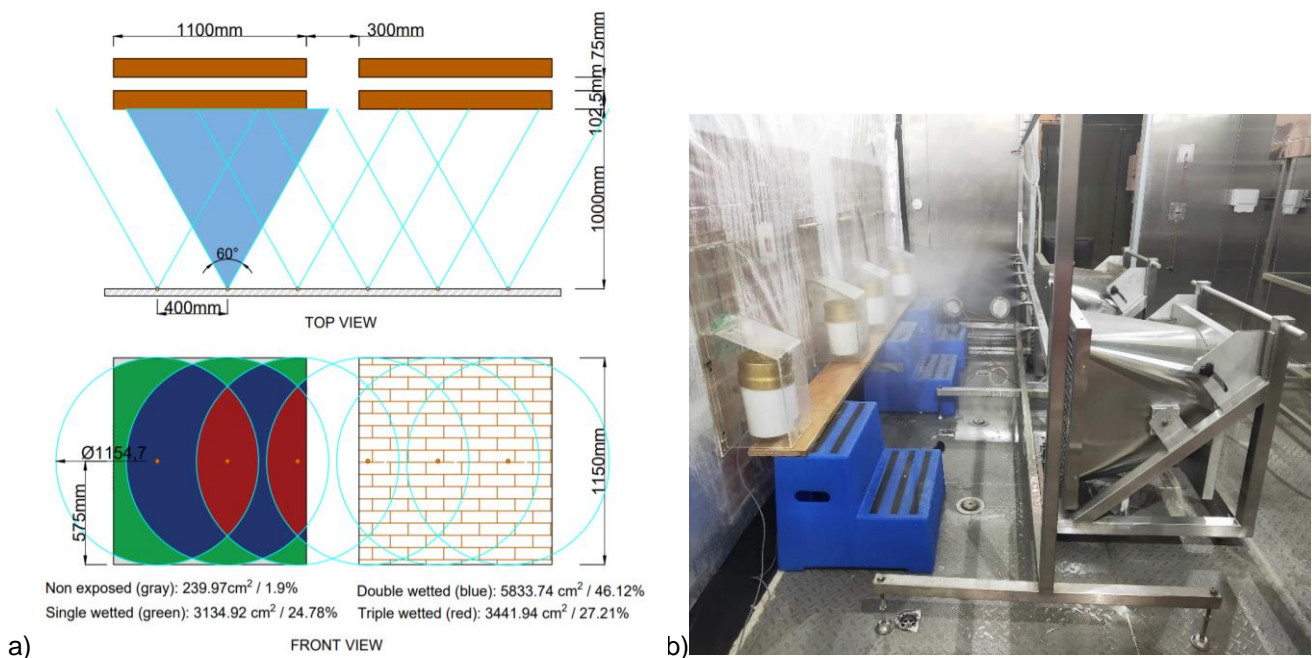 1100mm
300mm
75mm
102.5mm
1000mm
60°
400mm
TOP VIEW
Ø1154,7
575mm
1150mm
Non exposed (gray): 239.97cm² / 1.9%
Double wetted (blue): 5833.74 cm² / 46.12%
Single wetted (green): 3134.92 cm² / 24.78%
Triple wetted (red): 3441.94 cm² / 27.21%
FRONT VIEW
a)
b)